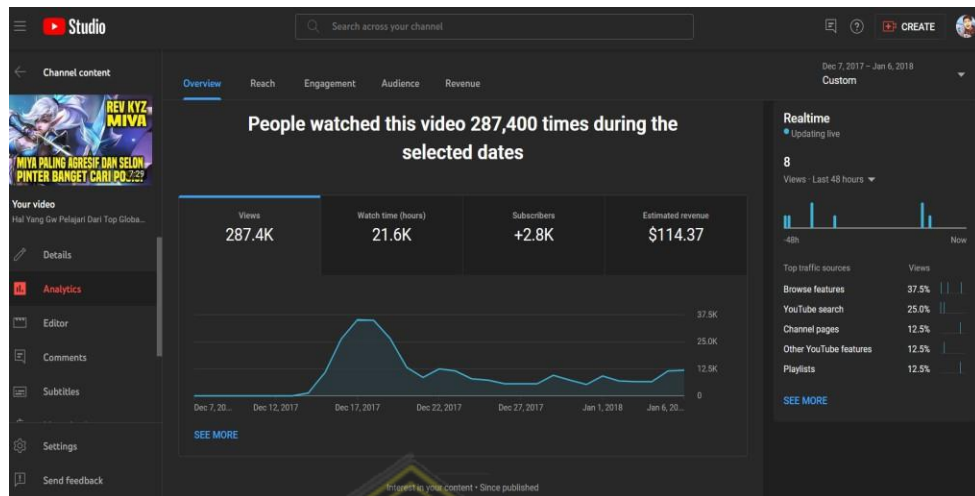 Studio
Search across your channel
CREATE
Channel content
REV KYZ
MIYA
MIYA PALING AGRESIF DAN SELON
PINTER BANGET CARI PO
7:29
Your video
Hal Yang Gw Pelajari Dari Top Globa...
Details
Analytics
Editor
Comments
Subtitles
Settings
Send feedback
Overview Reach Engagement Audience Revenue
Dec 7, 2017 – Jan 6, 2018
Custom
People watched this video 287,400 times during the
selected dates
Views Watch time (hours) Subscribers Estimated revenue
287.4K 21.6K +2.8K $114.37
37.5K
25.0K
12.5K
0
Dec 7, 20... Dec 12, 2017 Dec 17, 2017 Dec 22, 2017 Dec 27, 2017 Jan 1, 2018 Jan 6, 20...
SEE MORE
Interest in your content • Since published
Realtime
Updating live
8
Views · Last 48 hours
-48h Now
Top traffic sources Views
Browse features 37.5%
YouTube search 25.0%
Channel pages 12.5%
Other YouTube features 12.5%
Playlists 12.5%
SEE MORE